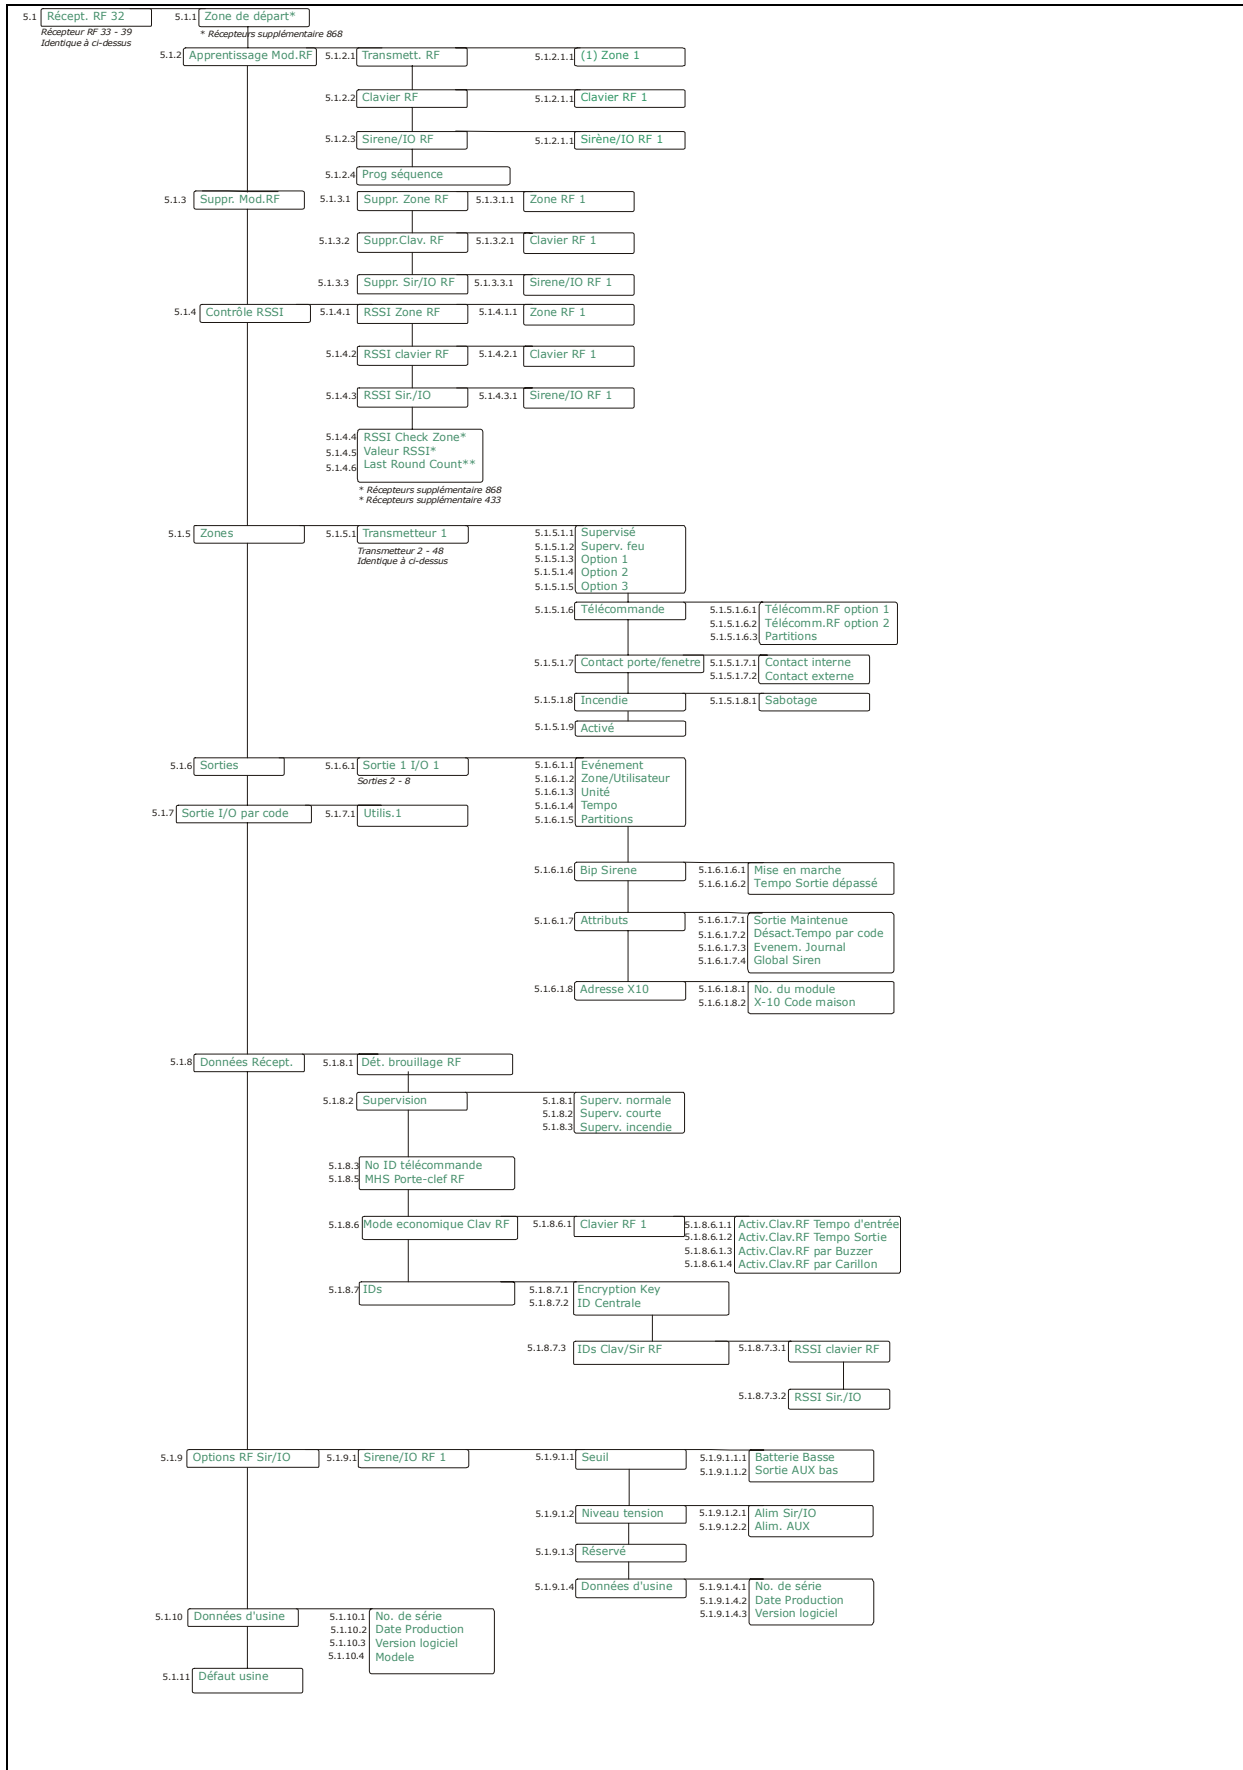 5.1 Récept. RF 32 5.1.1 Zone de départ*
Récepteur RF 33 - 39
Identique à ci-dessus
* Récepteurs supplémentaire 868
5.1.2 Apprentissage Mod.RF 5.1.2.1 Transmett. RF 5.1.2.1.1 (1) Zone 1
5.1.2.2 Clavier RF 5.1.2.1.1 Clavier RF 1
5.1.2.3 Sirene/IO RF 5.1.2.1.1 Sirène/IO RF 1
5.1.2.4 Prog séquence
5.1.3 Suppr. Mod.RF 5.1.3.1 Suppr. Zone RF 5.1.3.1.1 Zone RF 1
5.1.3.2 Suppr.Clav. RF 5.1.3.2.1 Clavier RF 1
5.1.3.3 Suppr. Sir/IO RF 5.1.3.3.1 Sirene/IO RF 1
5.1.4 Contrôle RSSI 5.1.4.1 RSSI Zone RF 5.1.4.1.1 Zone RF 1
5.1.4.2 RSSI clavier RF 5.1.4.2.1 Clavier RF 1
5.1.4.3 RSSI Sir./IO 5.1.4.3.1 Sirene/IO RF 1
5.1.4.4 RSSI Check Zone*
5.1.4.5 Valeur RSSI*
5.1.4.6 Last Round Count**
* Récepteurs supplémentaire 868
* Récepteurs supplémentaire 433
5.1.5 Zones 5.1.5.1 Transmetteur 1 5.1.5.1.1 Supervisé
Transmetteur 2 - 48
Identique à ci-dessus
5.1.5.1.2 Superv. feu
5.1.5.1.3 Option 1
5.1.5.1.4 Option 2
5.1.5.1.5 Option 3
5.1.5.1.6 Télécommande 5.1.5.1.6.1 Télécomm.RF option 1
5.1.5.1.6.2 Télécomm.RF option 2
5.1.5.1.6.3 Partitions
5.1.5.1.7 Contact porte/fenetre 5.1.5.1.7.1 Contact interne
5.1.5.1.7.2 Contact externe
5.1.5.1.8 Incendie 5.1.5.1.8.1 Sabotage
5.1.5.1.9 Activé
5.1.6 Sorties 5.1.6.1 Sortie 1 I/O 1 5.1.6.1.1 Evénement
Sorties 2 - 8
5.1.6.1.2 Zone/Utilisateur
5.1.6.1.3 Unité
5.1.7 Sortie I/O par code 5.1.7.1 Utilis.1
5.1.6.1.4 Tempo
5.1.6.1.5 Partitions
5.1.6.1.6 Bip Sirene 5.1.6.1.6.1 Mise en marche
5.1.6.1.6.2 Tempo Sortie dépassé
5.1.6.1.7 Attributs 5.1.6.1.7.1 Sortie Maintenue
5.1.6.1.7.2 Désact.Tempo par code
5.1.6.1.7.3 Evenem. Journal
5.1.6.1.7.4 Global Siren
5.1.6.1.8 Adresse X10 5.1.6.1.8.1 No. du module
5.1.6.1.8.2 X-10 Code maison
5.1.8 Données Récept. 5.1.8.1 Dét. brouillage RF
5.1.8.2 Supervision 5.1.8.1 Superv. normale
5.1.8.2 Superv. courte
5.1.8.3 Superv. incendie
5.1.8.3 No ID télécommande
5.1.8.5 MHS Porte-clef RF
5.1.8.6 Mode economique Clav RF 5.1.8.6.1 Clavier RF 1 5.1.8.6.1.1 Activ.Clav.RF Tempo d'entrée
5.1.8.6.1.2 Activ.Clav.RF Tempo Sortie
5.1.8.6.1.3 Activ.Clav.RF par Buzzer
5.1.8.6.1.4 Activ.Clav.RF par Carillon
5.1.8.7 IDs 5.1.8.7.1 Encryption Key
5.1.8.7.2 ID Centrale
5.1.8.7.3 IDs Clav/Sir RF 5.1.8.7.3.1 RSSI clavier RF
5.1.8.7.3.2 RSSI Sir./IO
5.1.9 Options RF Sir/IO 5.1.9.1 Sirene/IO RF 1 5.1.9.1.1 Seuil 5.1.9.1.1.1 Batterie Basse
5.1.9.1.1.2 Sortie AUX bas
5.1.9.1.2 Niveau tension 5.1.9.1.2.1 Alim Sir/IO
5.1.9.1.2.2 Alim. AUX
5.1.9.1.3 Réservé
5.1.9.1.4 Données d'usine 5.1.9.1.4.1 No. de série
5.1.9.1.4.2 Date Production
5.1.9.1.4.3 Version logiciel
5.1.10 Données d'usine 5.1.10.1 No. de série
5.1.10.2 Date Production
5.1.10.3 Version logiciel
5.1.10.4 Modele
5.1.11 Défaut usine